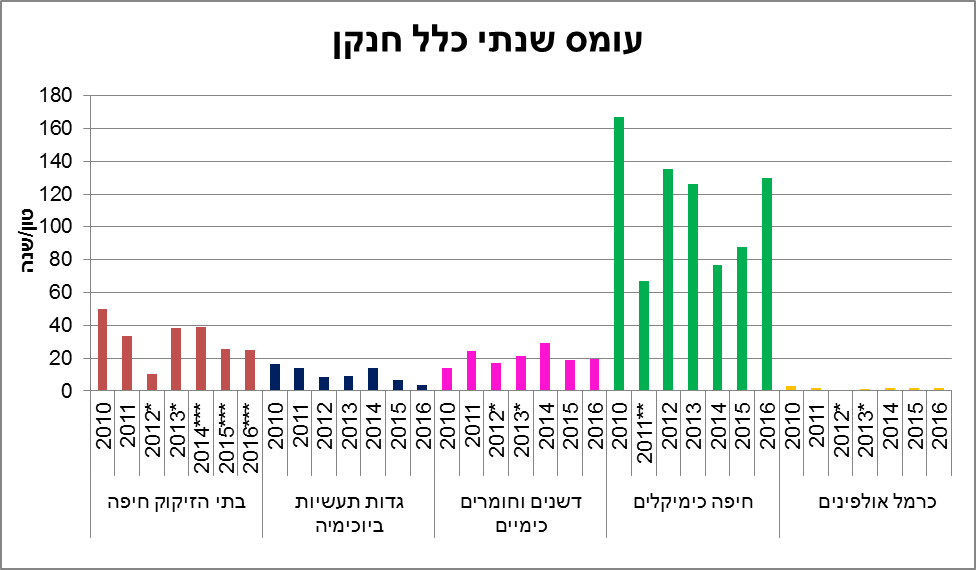 עומס שנתי כלל חנקן
טון/שנה
180
160
140
120
100
80
60
40
20
0
2010 2011 2012* 2013* 2014*** 2015*** 2016*** 2010 2011 2012 2013 2014 2015 2016 2010 2011 2012* 2013* 2014 2015 2016 2010 2011** 2012 2013 2014 2015 2016 2010 2011 2012* 2013* 2014 2015 2016
בתי הזיקוק חיפה
גדות תעשיות
ביוכימיה
דשנים וחומרים
כימיים
חיפה כימיקלים
כרמל אולפינים